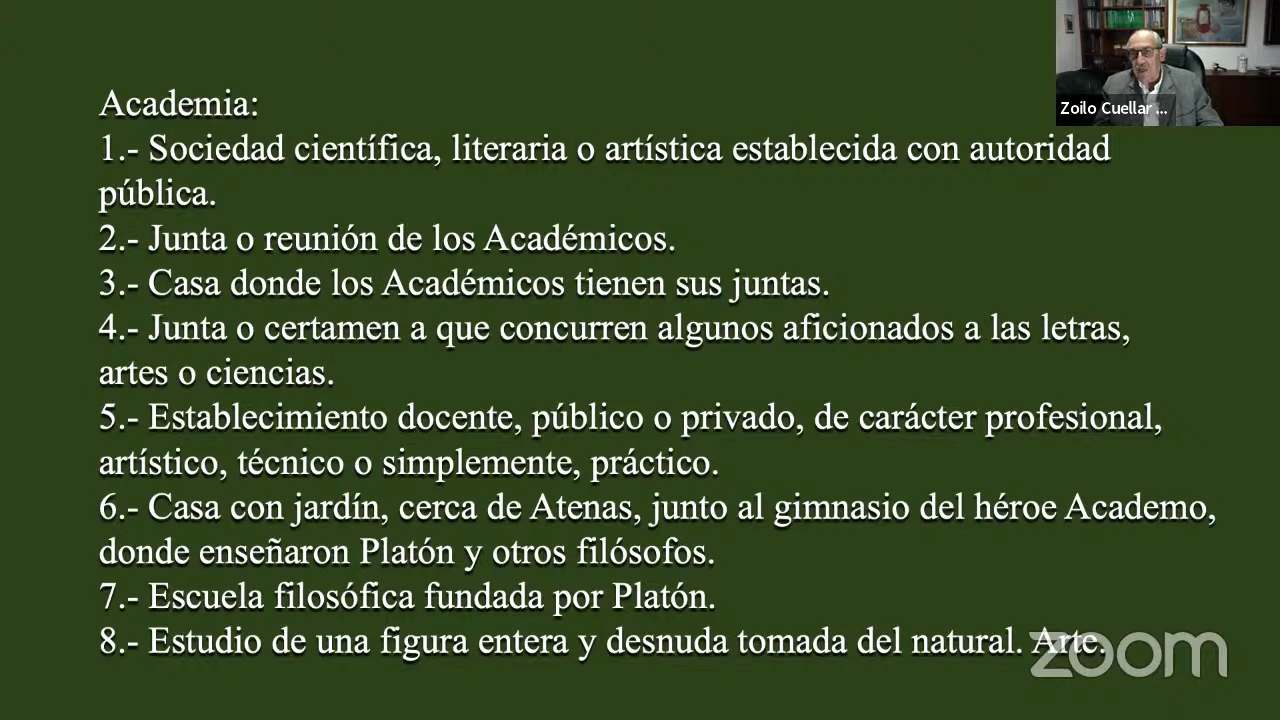 Zoilo Cuellar ...
Academia:
1.- Sociedad científica, literaria o artística establecida con autoridad
pública.
2.- Junta o reunión de los Académicos.
3.- Casa donde los Académicos tienen sus juntas.
4.- Junta o certamen a que concurren algunos aficionados a las letras,
artes o ciencias.
5.- Establecimiento docente, público o privado, de carácter profesional,
artístico, técnico o simplemente, práctico.
6.- Casa con jardín, cerca de Atenas, junto al gimnasio del héroe Academo,
donde enseñaron Platón y otros filósofos.
7.- Escuela filosófica fundada por Platón.
8.- Estudio de una figura entera y desnuda tomada del natural. Arte.
zoom